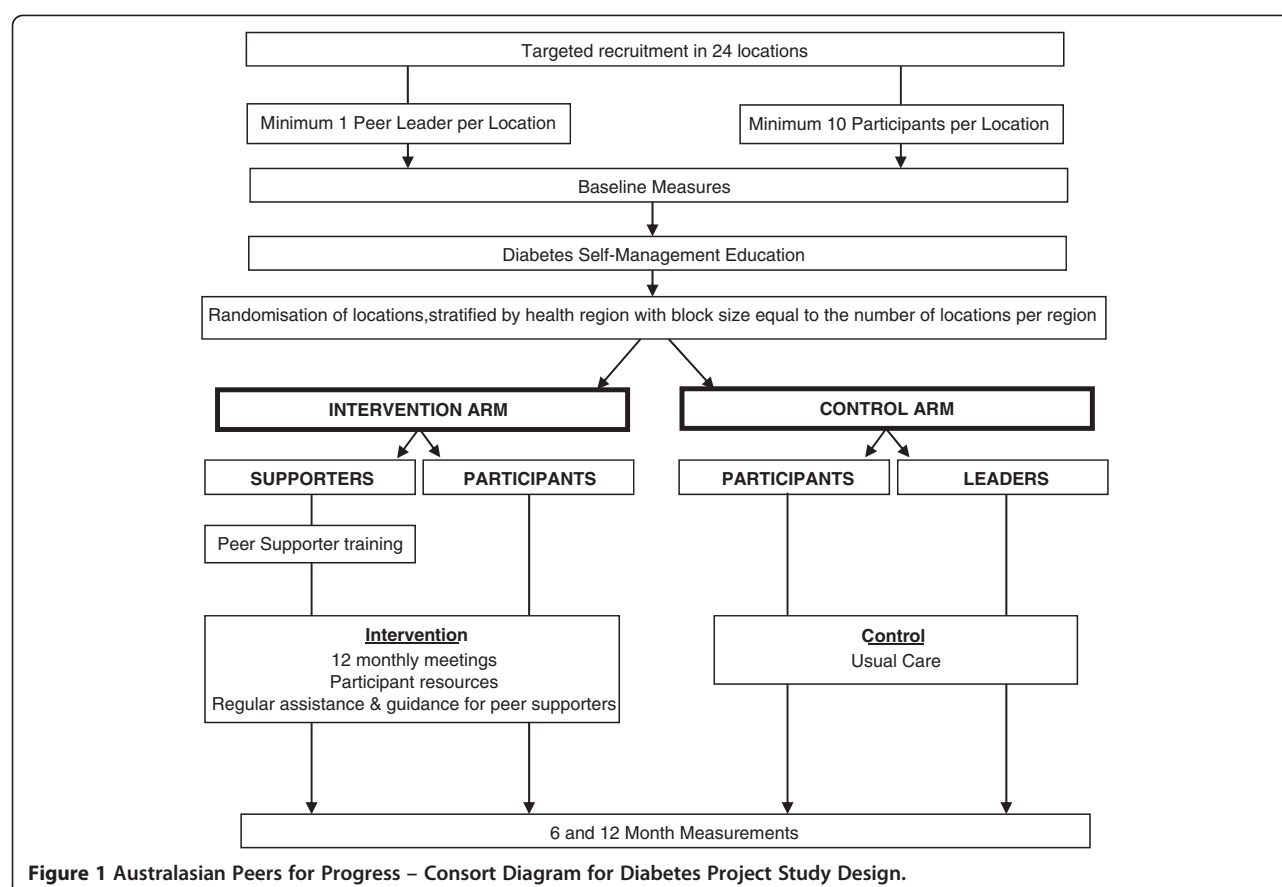 Targeted recruitment in 24 locations
Minimum 1 Peer Leader per Location
Minimum 10 Participants per Location
Baseline Measures
Diabetes Self-Management Education
Randomisation of locations,stratified by health region with block size equal to the number of locations per region
INTERVENTION ARM
CONTROL ARM
SUPPORTERS
PARTICIPANTS
PARTICIPANTS
LEADERS
Peer Supporter training
Intervention
12 monthly meetings
Participant resources
Regular assistance & guidance for peer supporters
Control
Usual Care
6 and 12 Month Measurements
Figure 1 Australasian Peers for Progress – Consort Diagram for Diabetes Project Study Design.